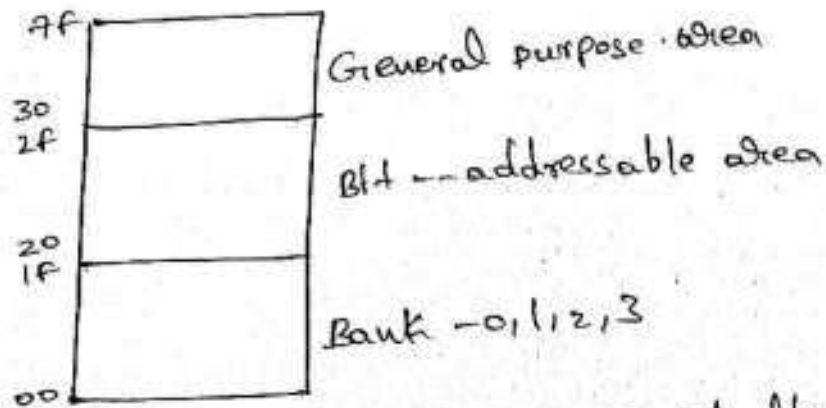 7f
General purpose area
30
2f
Bit -- addressable area
20
1f
Bank - 0, 1, 2, 3
00